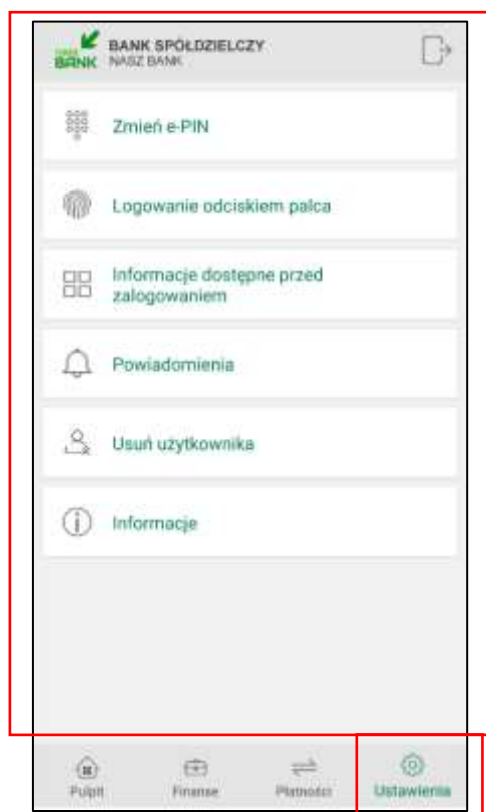 BANK SPÓŁDZIELCZY
NASZ BANK
BANK
Zmień e-PIN
Logowanie odciskiem palca
Informacje dostępne przed
zalogowaniem
Powiadomienia
Usuń użytkownika
Informacje
Pulpit
Finanse
Płatności
Ustawienia